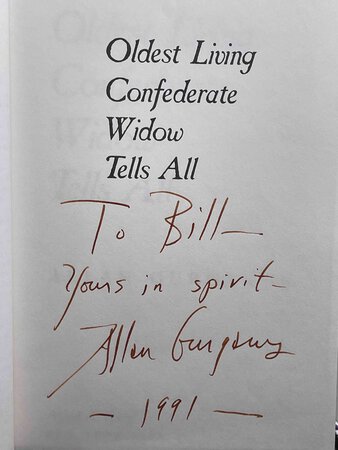 Oldest Living
Confederate
Widow
Tells All
To Bill—
Yours in spirit—
Allan Gurganus
— 1991 —